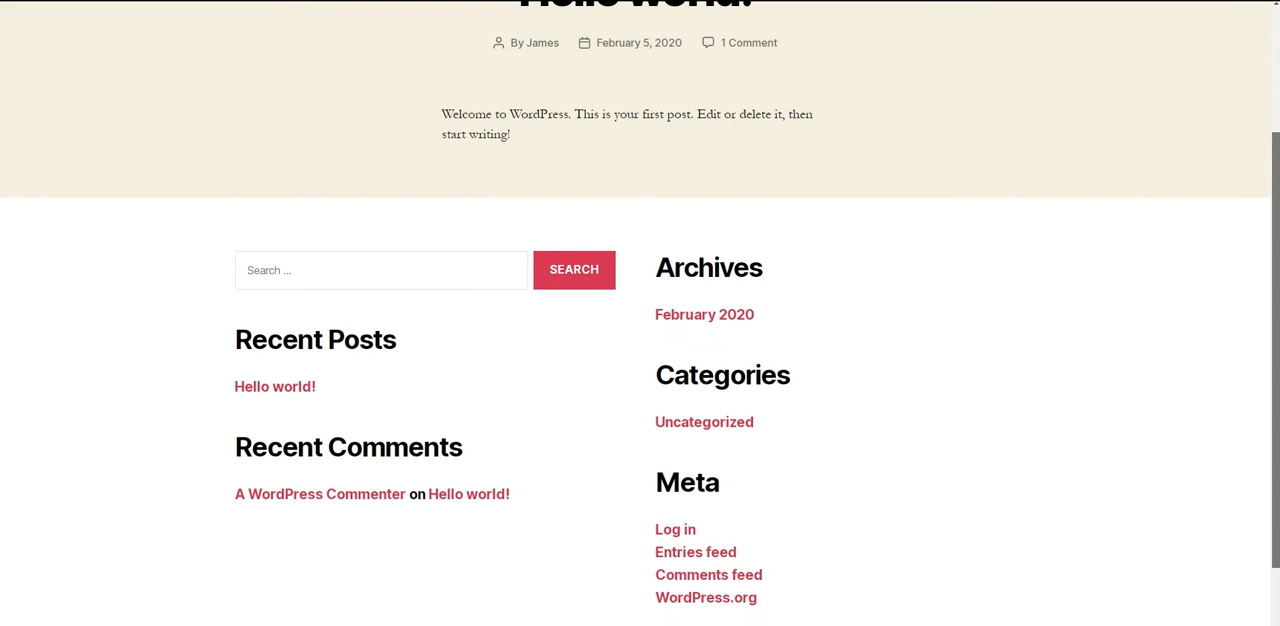 Hello world!
By James February 5, 2020 1 Comment
Welcome to WordPress. This is your first post. Edit or delete it, then
start writing!
Search ...
SEARCH
Recent Posts
Hello world!
Recent Comments
A WordPress Commenter on Hello world!
Archives
February 2020
Categories
Uncategorized
Meta
Log in
Entries feed
Comments feed
WordPress.org